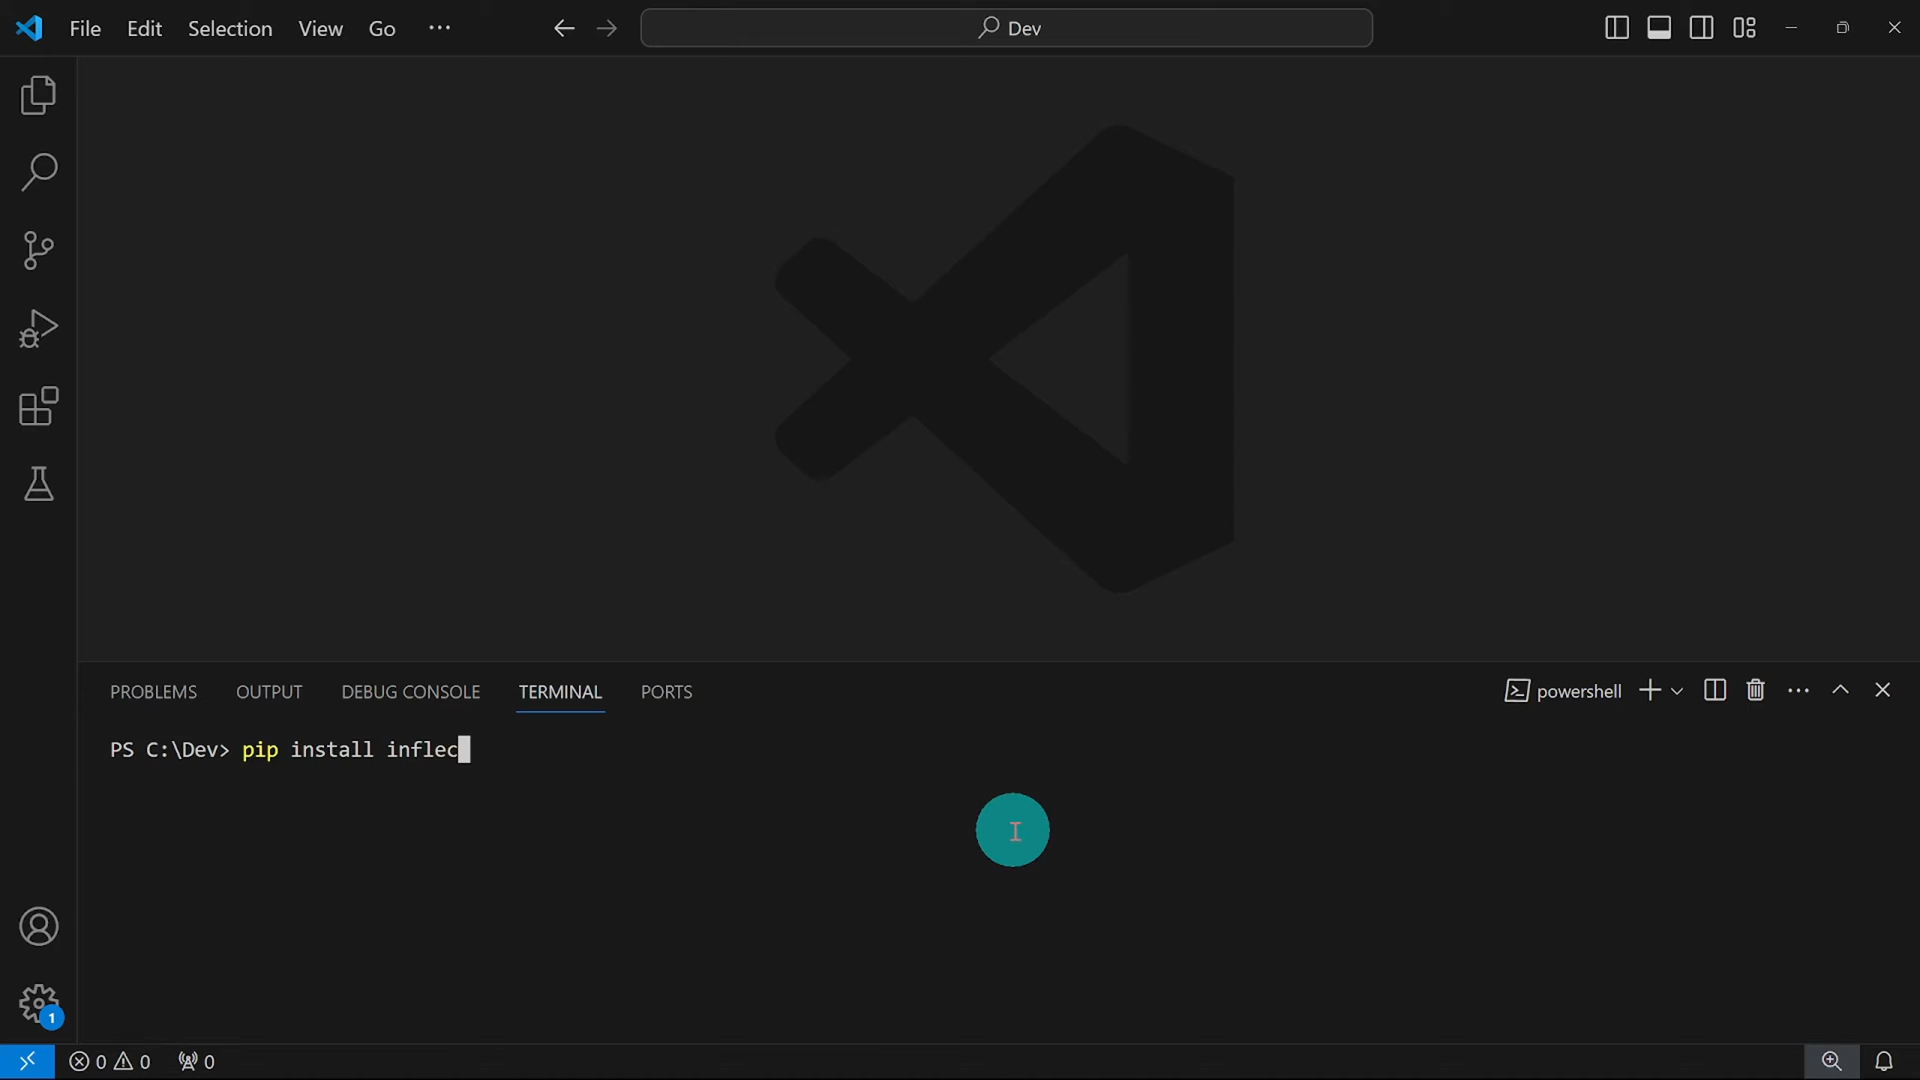 File Edit Selection View Go ···
Dev
PROBLEMS OUTPUT DEBUG CONSOLE TERMINAL PORTS
powershell
PS C:\Dev> pip install inflec
1
0 0 0